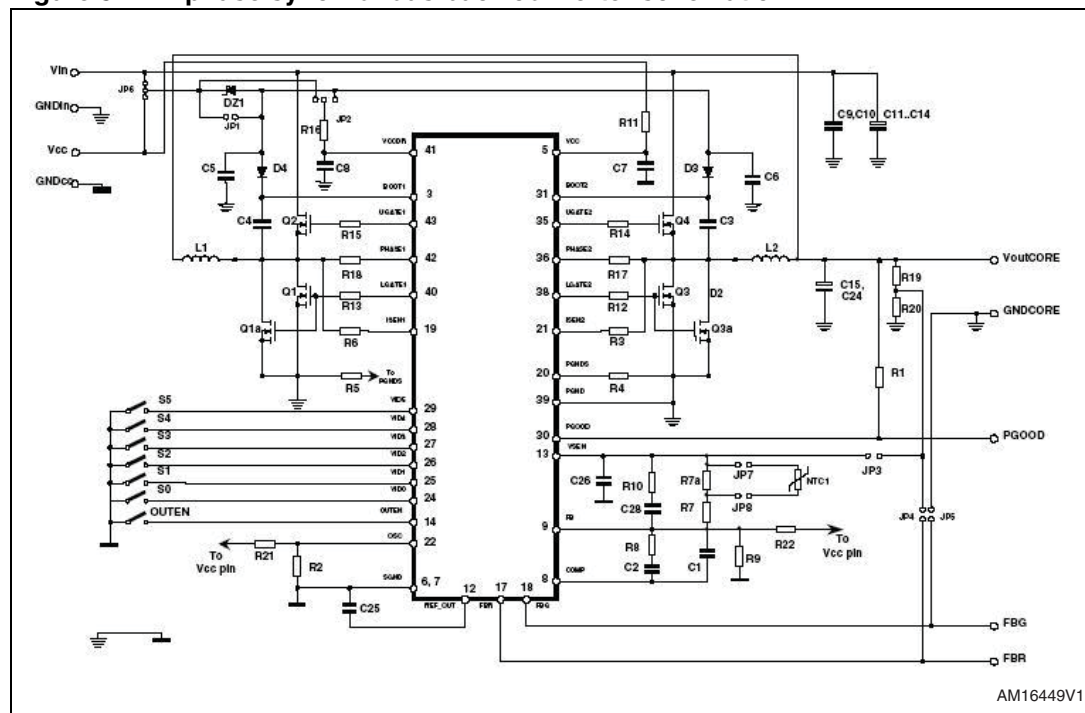 VIn
GNDIn
Vcc
GNDcc
JP6
DZ1
JP1
R16
JP2
C5
D4
C8
VCCDR
41
BOOT1
3
C4
Q2
UGATE1
43
R15
L1
PHASE1
42
R18
Q1
LGATE1
40
R13
Q1a
ISEN1
19
R6
R5
To
PGNDS
S5
29
S4
VID4
28
S3
VID3
27
S2
VID2
26
S1
VID1
25
S0
VID0
24
OUTEN
OUTEN
14
OSC
22
To
Vcc pin
R21
R2
SGND
6, 7
C25
REF_OUT
12
FBR
17
FBG
18
R11
VCC
5
C7
D3
C6
C9,C10
C11..C14
BOOT2
31
C3
UGATE2
35
R14
Q4
PHASE2
36
R17
L2
LGATE2
38
R12
Q3
D2
ISEN2
21
R3
Q3a
PGNDS
20
R4
PGND
39
C15,
C24
R19
R20
R1
VoutCORE
GNDCORE
PGOOD
30
PGOOD
VSEN
13
JP3
C26
R10
R7a
JP7
NTC1
C28
R7
JP8
JP4
JP5
FB
9
R22
To
Vcc pin
R8
C2
C1
R9
COMP
8
FBG
FBR
AM16449V1